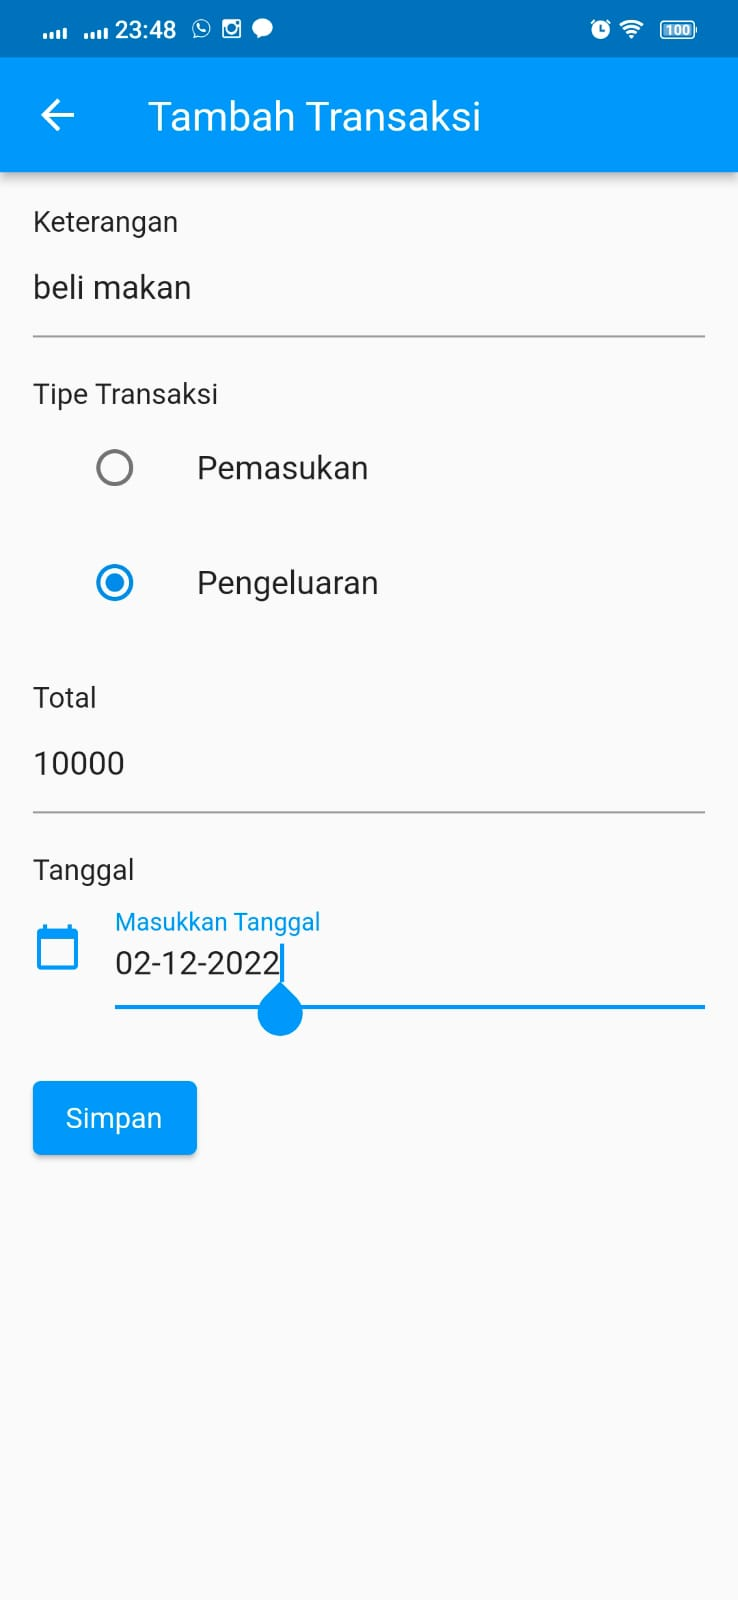 23:48
100
Tambah Transaksi
Keterangan
beli makan
Tipe Transaksi
Pemasukan
Pengeluaran
Total
10000
Tanggal
Masukkan Tanggal
02-12-2022
Simpan